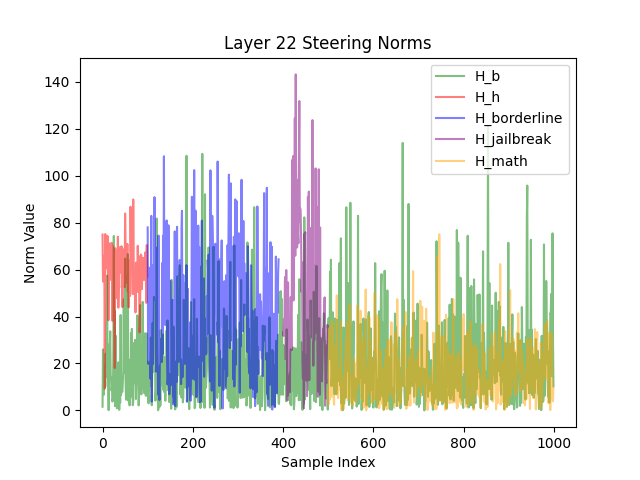 Layer 22 Steering Norms
H_b
H_h
H_borderline
H_jailbreak
H_math
Norm Value
140
120
100
80
60
40
20
0
0
200
400
600
800
1000
Sample Index